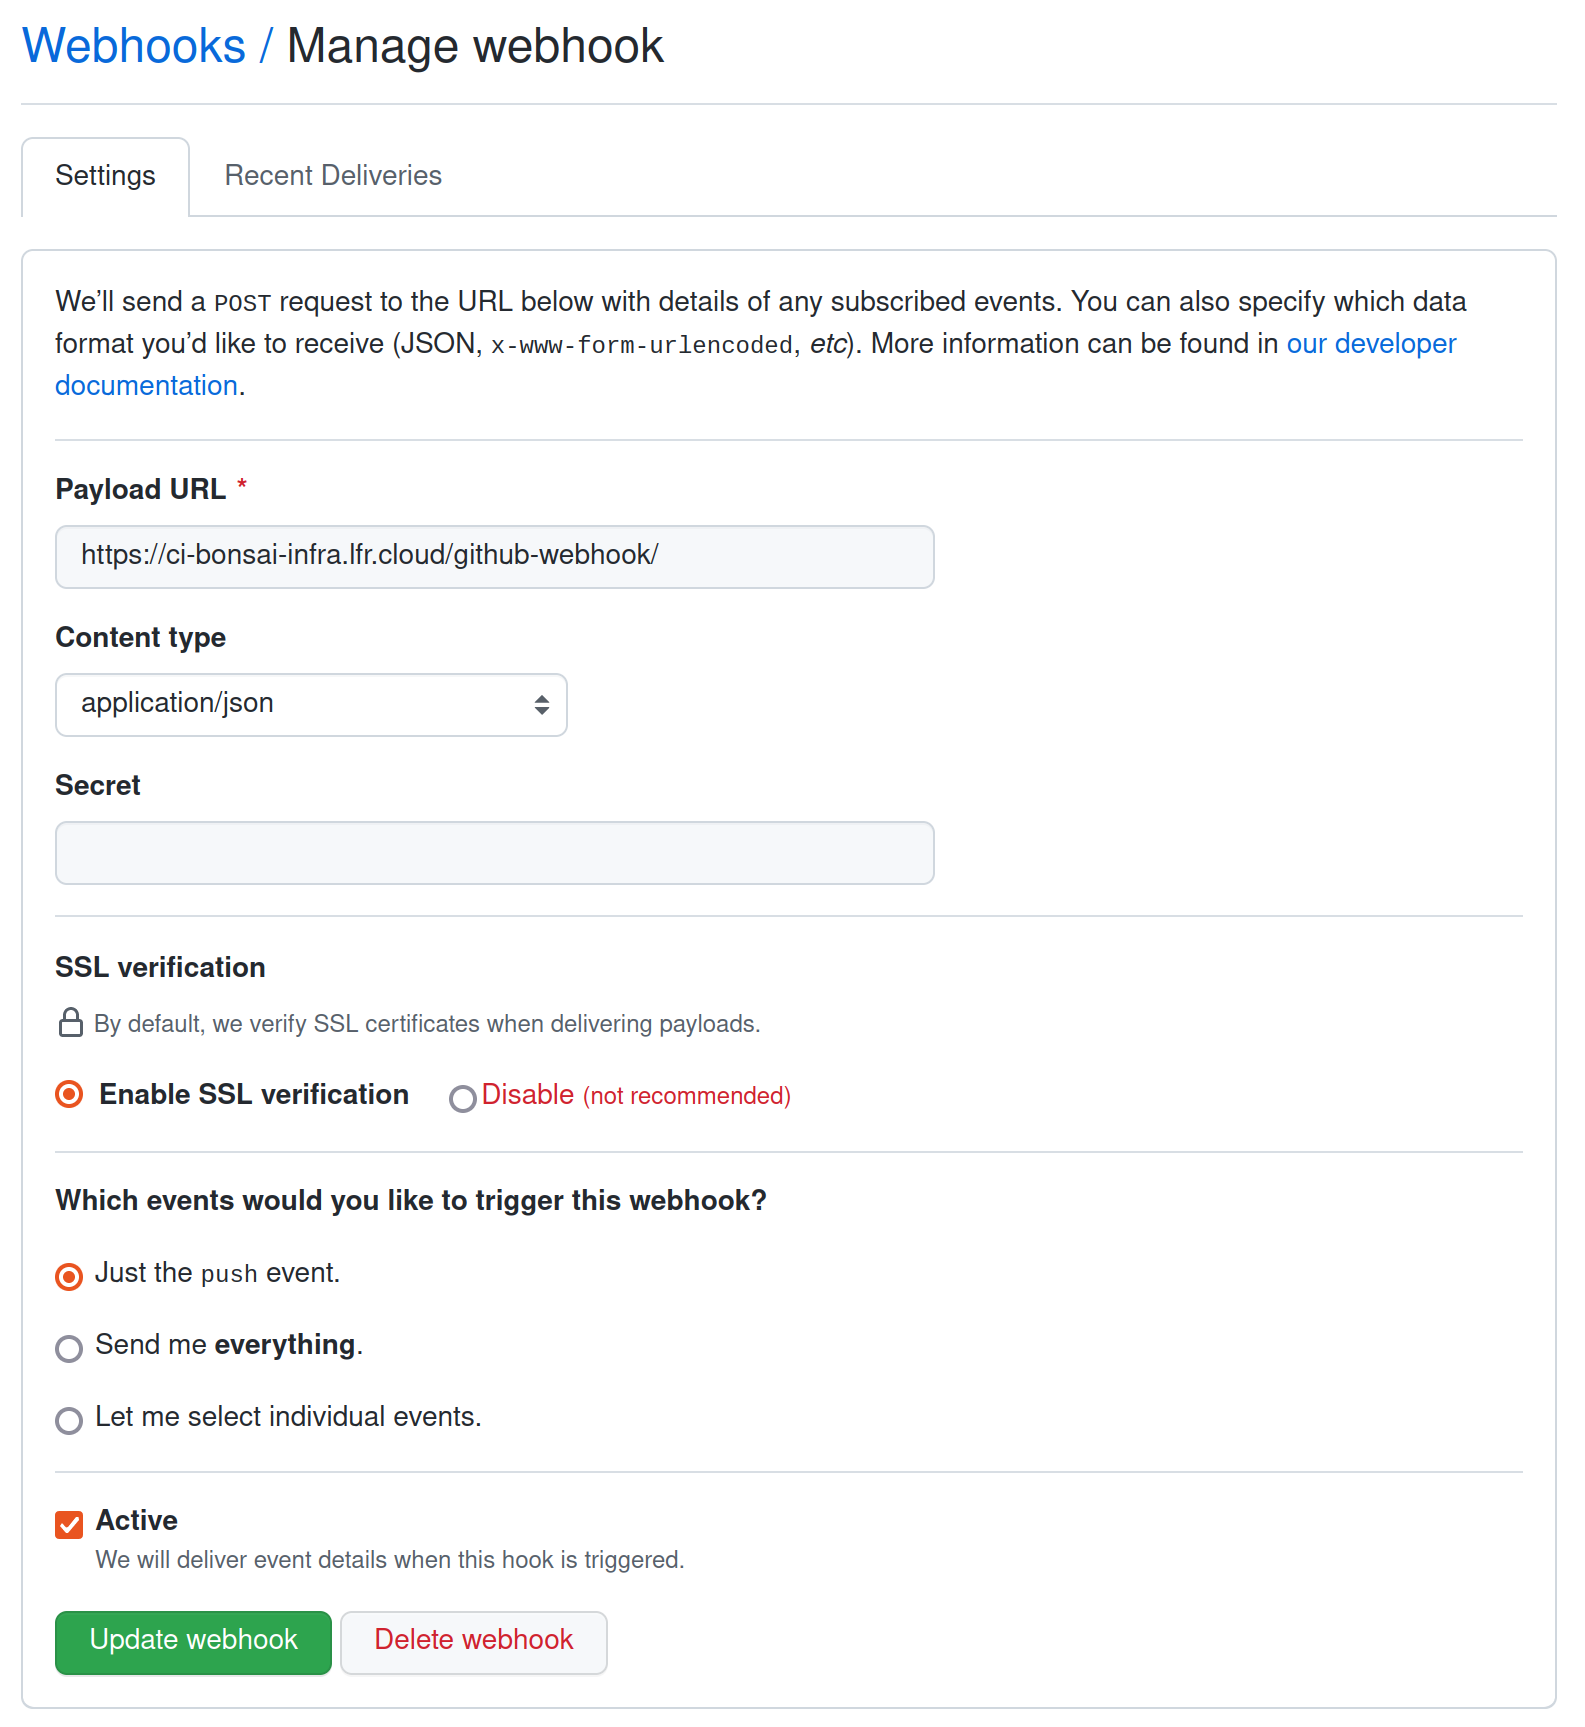 Webhooks / Manage webhook
Settings Recent Deliveries
We’ll send a POST request to the URL below with details of any subscribed events. You can also specify which data
format you’d like to receive (JSON, x-www-form-urlencoded, etc). More information can be found in our developer
documentation.
Payload URL *
https://ci-bonsai-infra.lfr.cloud/github-webhook/
Content type
application/json
Secret
SSL verification
By default, we verify SSL certificates when delivering payloads.
Enable SSL verification Disable (not recommended)
Which events would you like to trigger this webhook?
Just the push event.
Send me everything.
Let me select individual events.
Active
We will deliver event details when this hook is triggered.
Update webhook Delete webhook